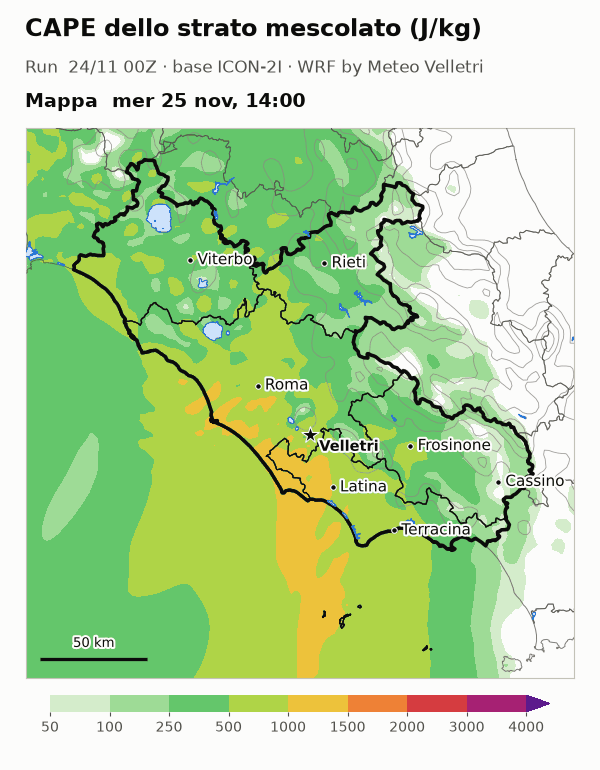 CAPE dello strato mescolato (J/kg)
Run  24/11 00Z · base ICON-2I · WRF by Meteo Velletri
Mappa  mer 25 nov, 14:00
Viterbo
Rieti
Roma
Velletri
Frosinone
Latina
Cassino
Terracina
50 km
50 100 250 500 1000 1500 2000 3000 4000